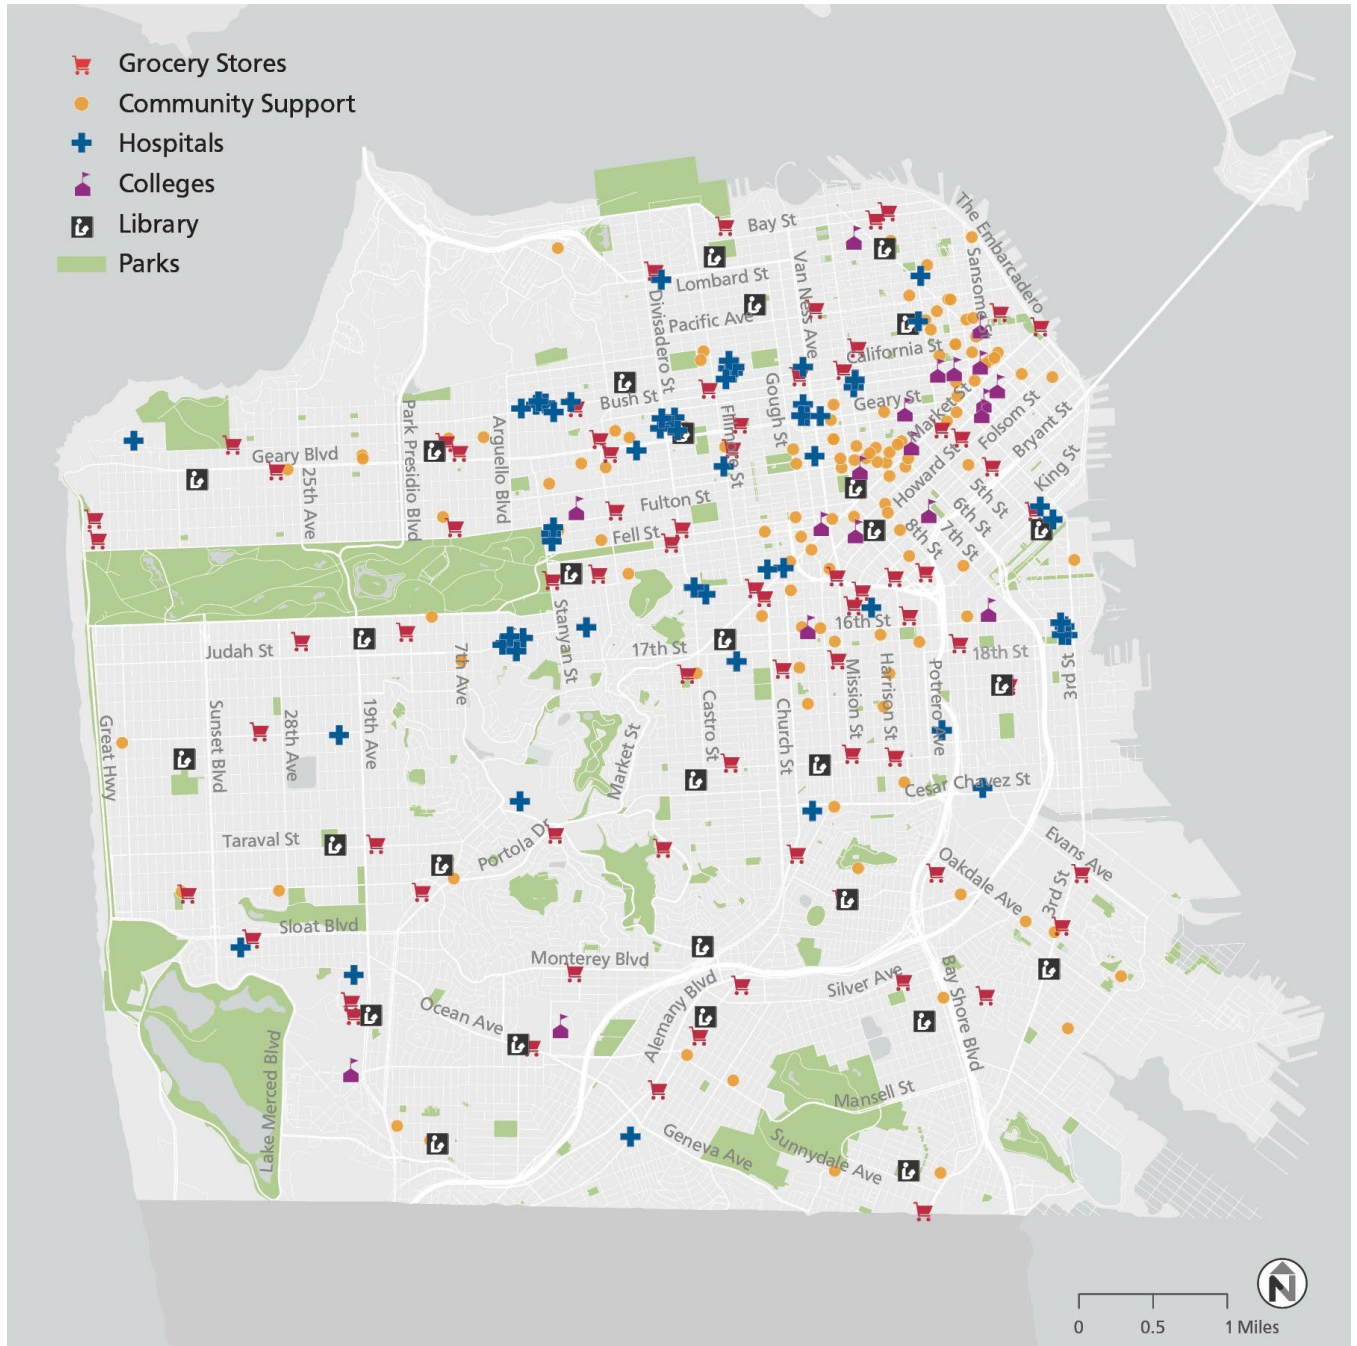 Grocery Stores
Community Support
Hospitals
Colleges
Library
Parks
The Embarcadero
Bay St
Sansome St
Van Ness Ave
Lombard St
Divisadero St
Pacific Ave
California St
Gough St
Bush St
Geary St
Market St
Folsom St
Bryant St
Fillmore St
Park Presidio Blvd
Arguello Blvd
Geary Blvd
25th Ave
Howard St
King St
5th St
6th St
7th St
8th St
Fulton St
Fell St
Stanyan St
16th St
17th St
18th St
Judah St
7th Ave
3rd St
Great Hwy
Sunset Blvd
28th Ave
19th Ave
Castro St
Church St
Mission St
Harrison St
Potrero Ave
Market St
Cesar Chavez St
Taraval St
Portola Dr
Evans Ave
Oakdale Ave
3rd St
Sloat Blvd
Monterey Blvd
Silver Ave
Bay Shore Blvd
Ocean Ave
Alemany Blvd
Lake Merced Blvd
Mansell St
Geneva Ave
Sunnydale Ave
N
0 0.5 1 Miles